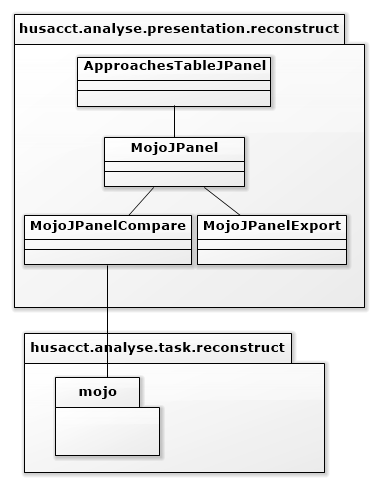 husacct.analyse.presentation.reconstruct
ApproachesTableJPanel
MojoJPanel
MojoJPanelCompare
MojoJPanelExport
husacct.analyse.task.reconstruct
mojo